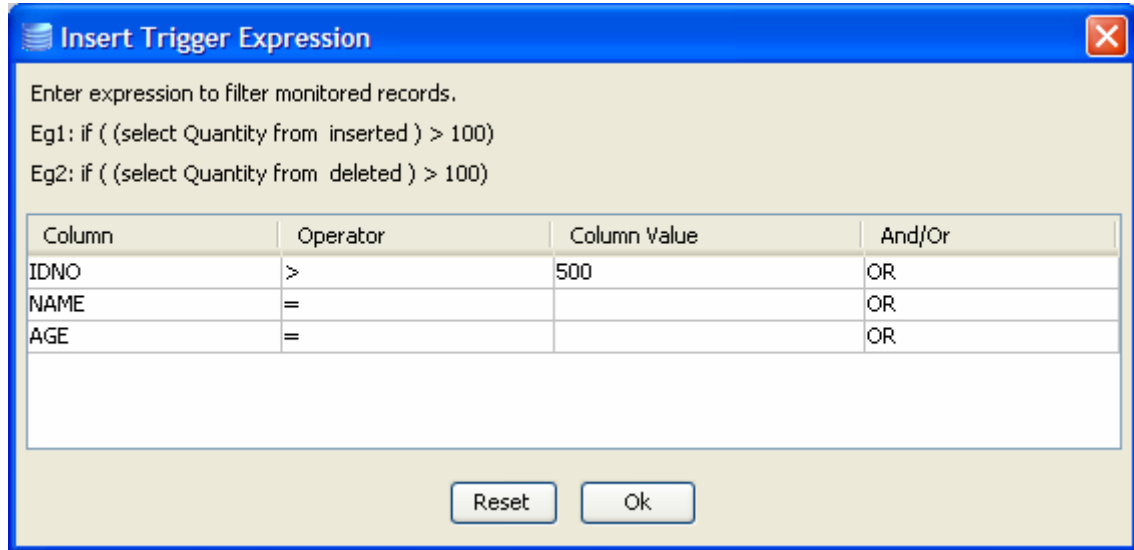 Insert Trigger Expression
Enter expression to filter monitored records.
Eg1: if ( (select Quantity from  inserted ) > 100)
Eg2: if ( (select Quantity from  deleted ) > 100)
Column Operator Column Value And/Or
IDNO > 500 OR
NAME = OR
AGE = OR
Reset Ok